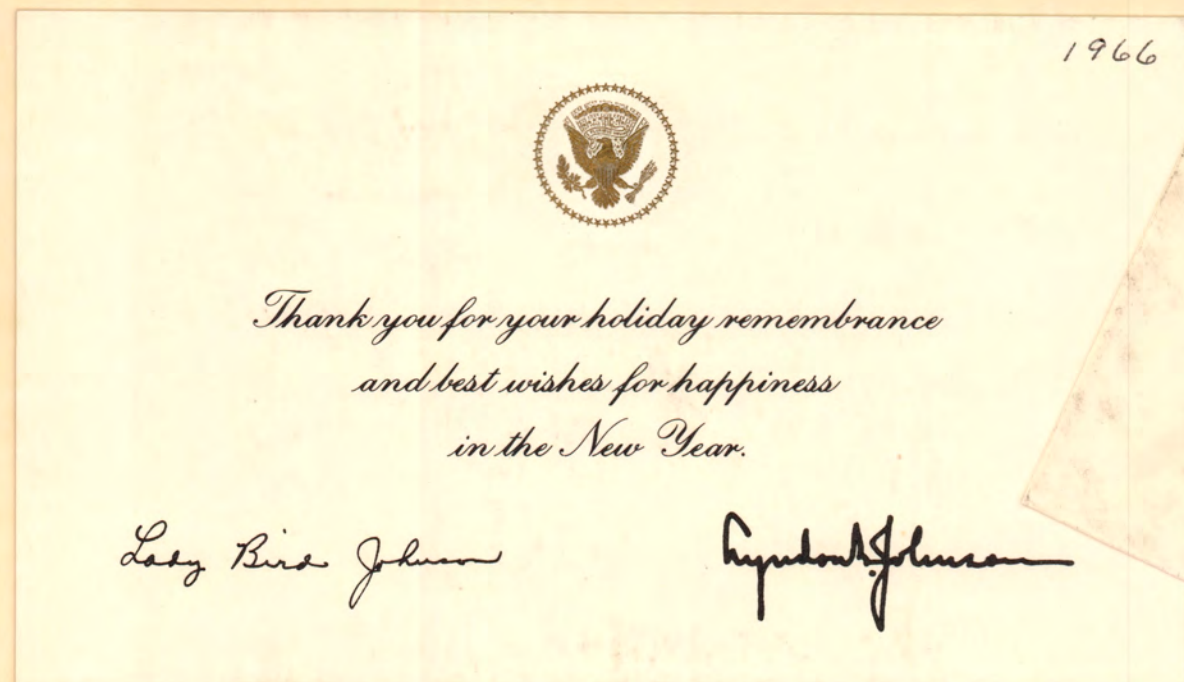 1966
Thank you for your holiday remembrance
and best wishes for happiness
in the New Year.
Lady Bird Johnson
Lyndon B. Johnson